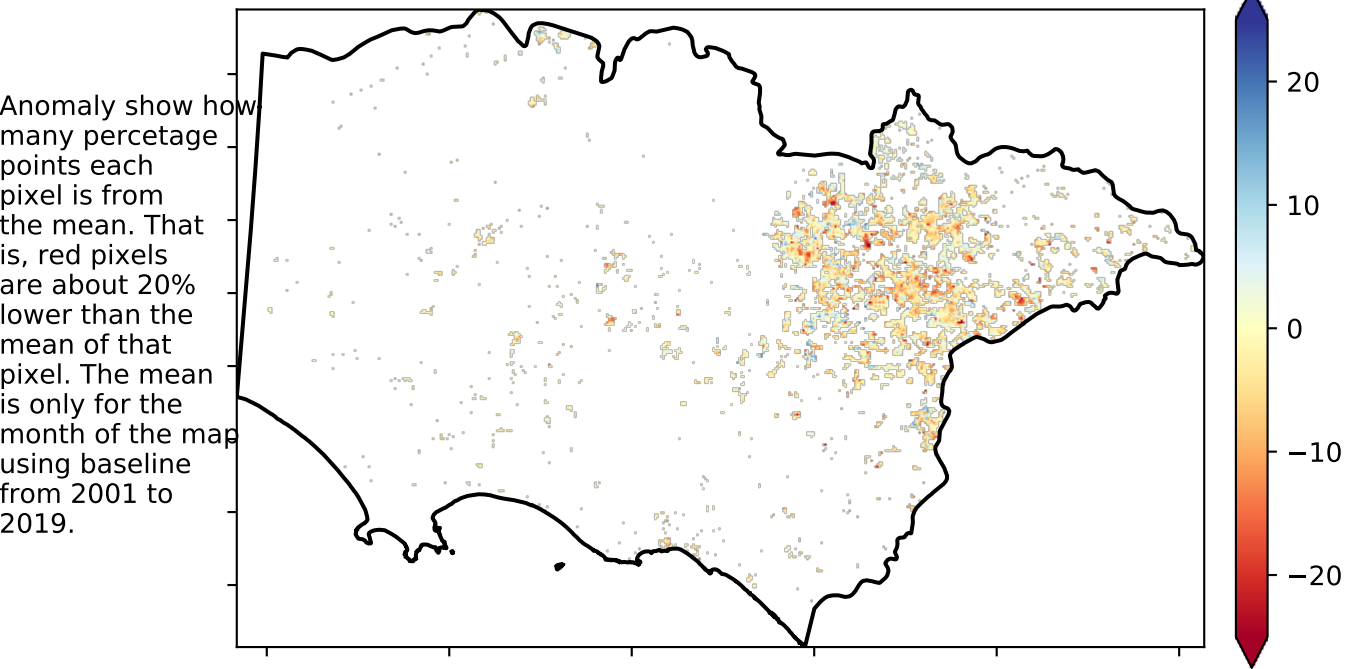 Anomaly show how
many percetage
points each
pixel is from
the mean. That
is, red pixels
are about 20%
lower than the
mean of that
pixel. The mean
is only for the
month of the map
using baseline
from 2001 to
2019.
20
10
0
−10
−20